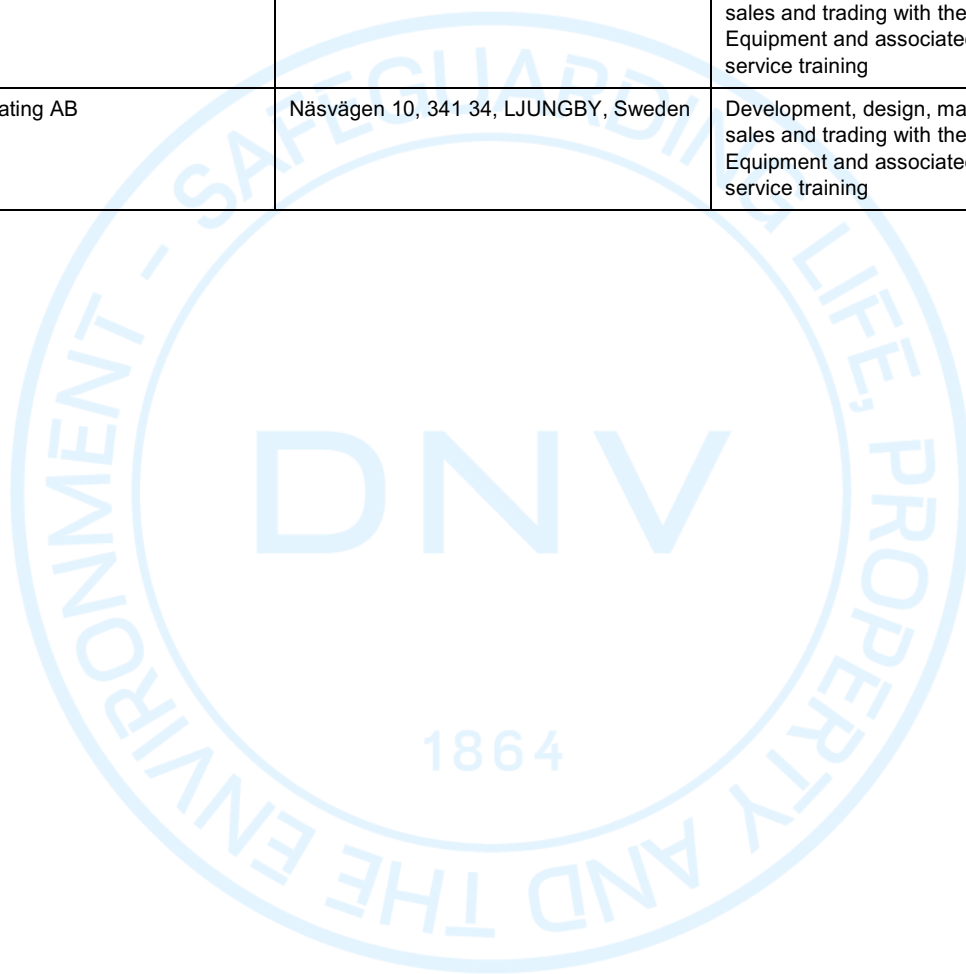 sales and trading with the
Equipment and associated
service training
ating AB
Näsvägen 10, 341 34, LJUNGBY, Sweden
Development, design, ma
sales and trading with the
Equipment and associated
service training
SAFEGUARDING LIFE, PROPERTY AND THE ENVIRONMENT -
DNV
1864